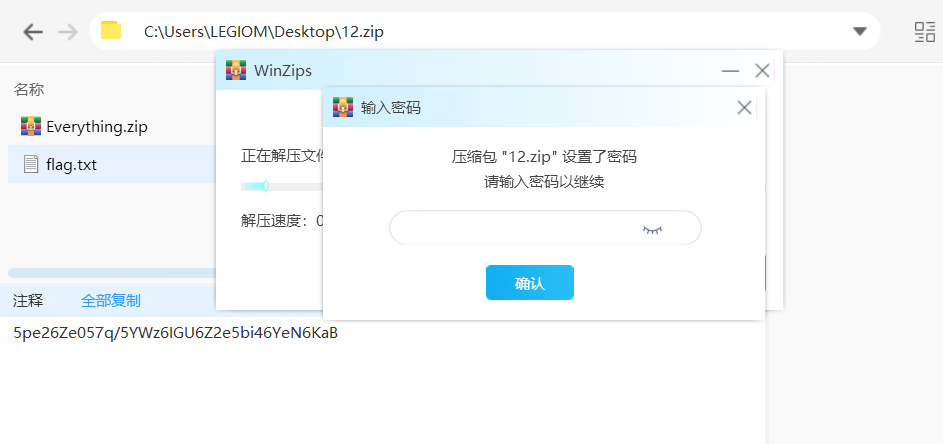 C:\Users\LEGIOM\Desktop\12.zip
名称
Everything.zip
flag.txt
WinZips
正在解压文件
解压速度：0
输入密码
压缩包 "12.zip" 设置了密码
请输入密码以继续
确认
注释 全部复制
5pe26Ze057q/5YWz6IGU6Z2e5bi46YeN6KaB